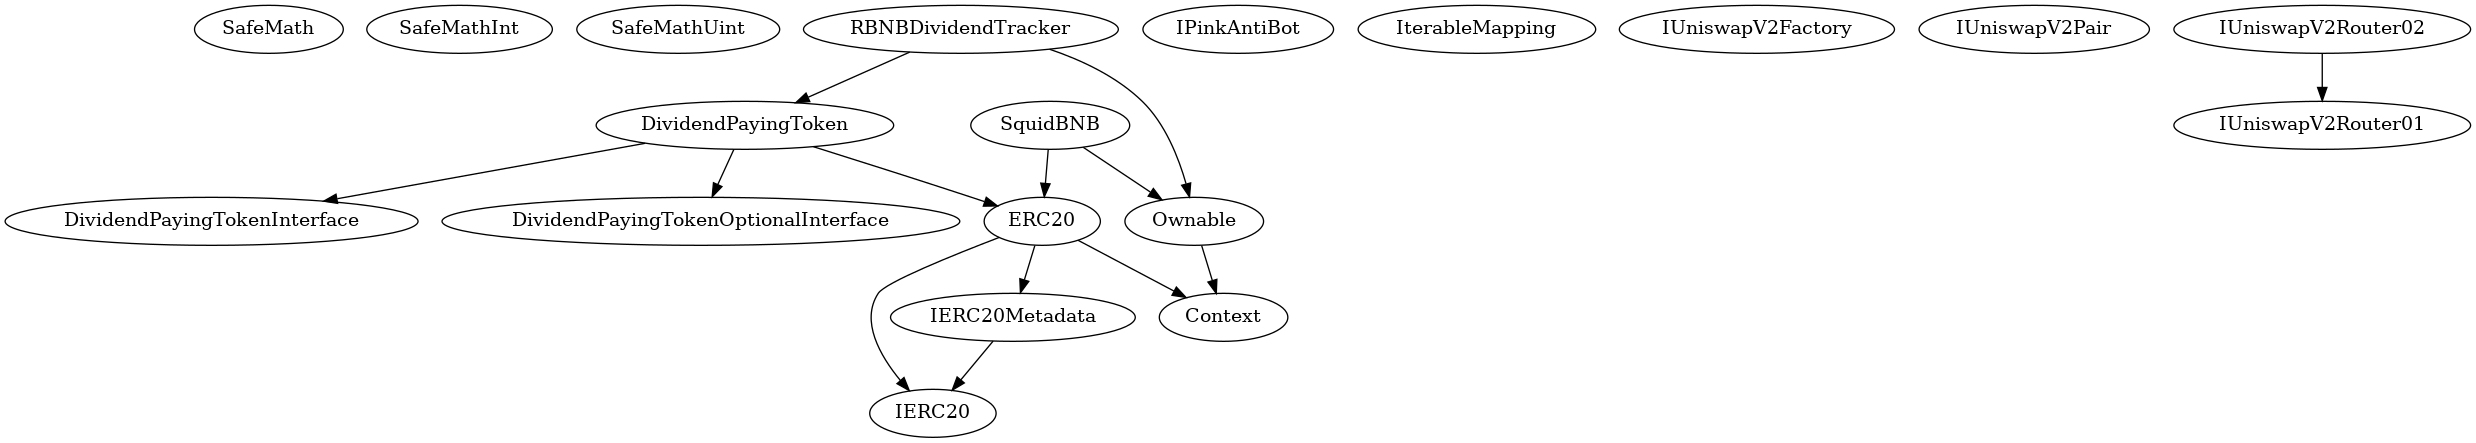 SafeMath
SafeMathInt
SafeMathUint
RBNBDividendTracker
IPinkAntiBot
IterableMapping
IUniswapV2Factory
IUniswapV2Pair
IUniswapV2Router02
DividendPayingToken
SquidBNB
IUniswapV2Router01
DividendPayingTokenInterface
DividendPayingTokenOptionalInterface
ERC20
Ownable
IERC20Metadata
Context
IERC20